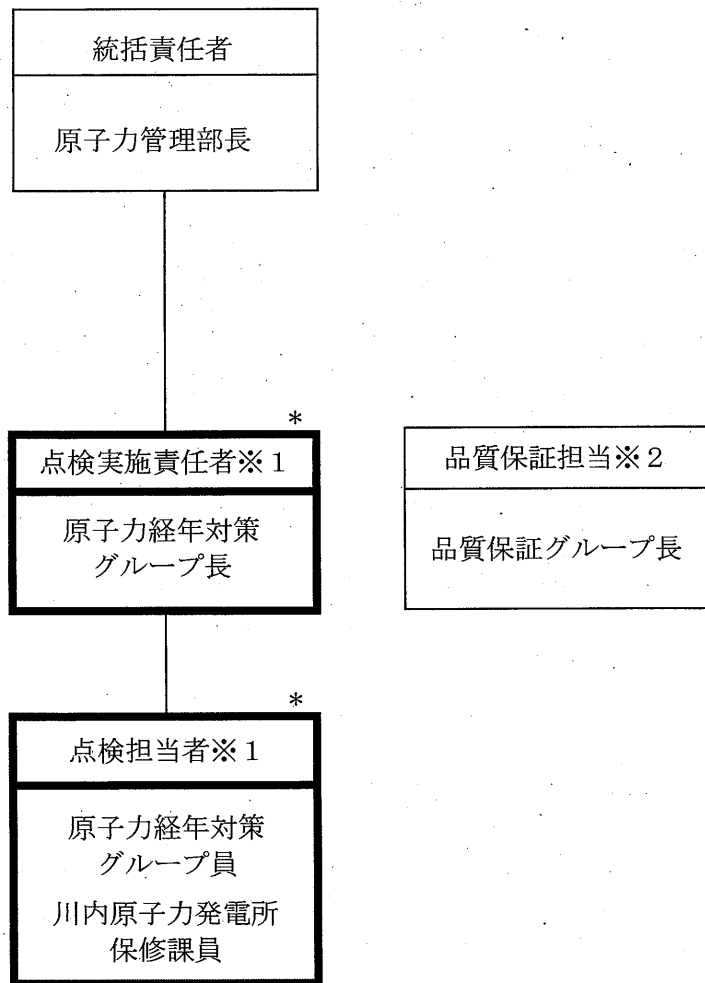 統括責任者
原子力管理部長
*
点検実施責任者※1
原子力経年対策
グループ長
品質保証担当※2
品質保証グループ長
*
点検担当者※1
原子力経年対策
グループ員
川内原子力発電所
保修課員